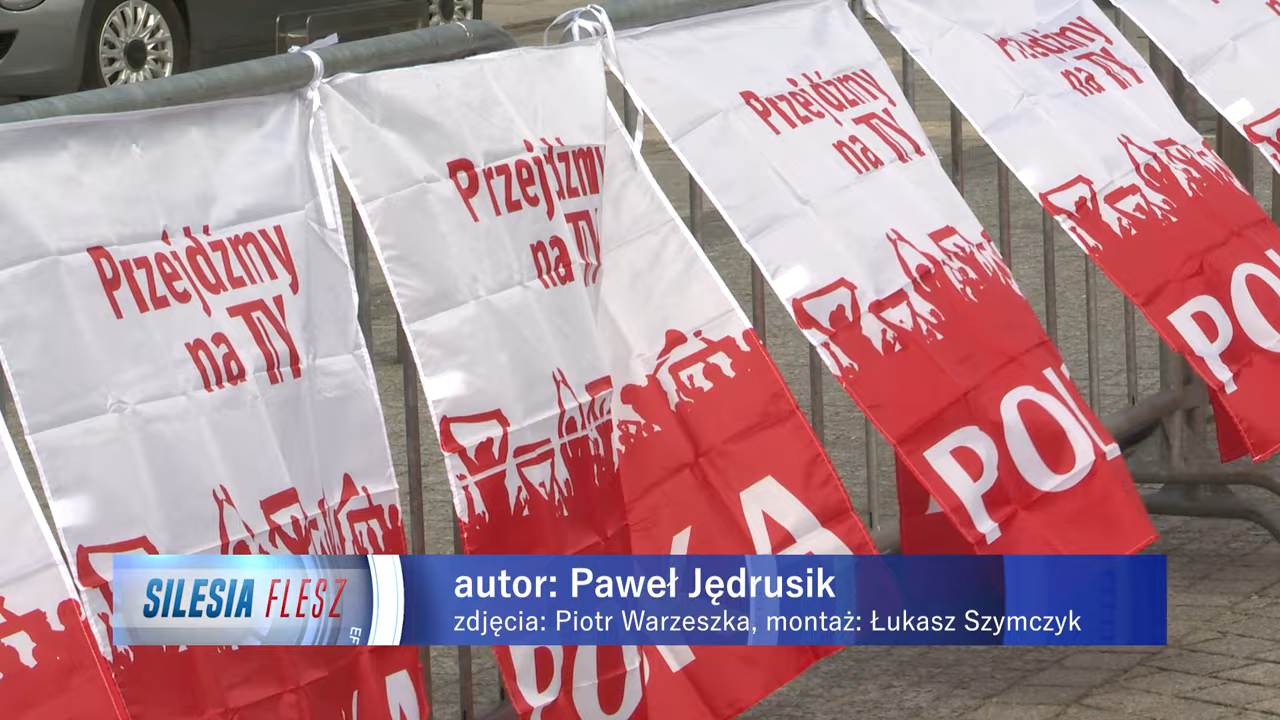 Przejdźmy
na TY
Przejdźmy
na TY
Przejdźmy
na TY
POL
Przejdźmy
na TY
PO
SILESIA FLESZ
autor: Paweł Jędrusik
zdjęcia: Piotr Warzeszka, montaż: Łukasz Szymczyk